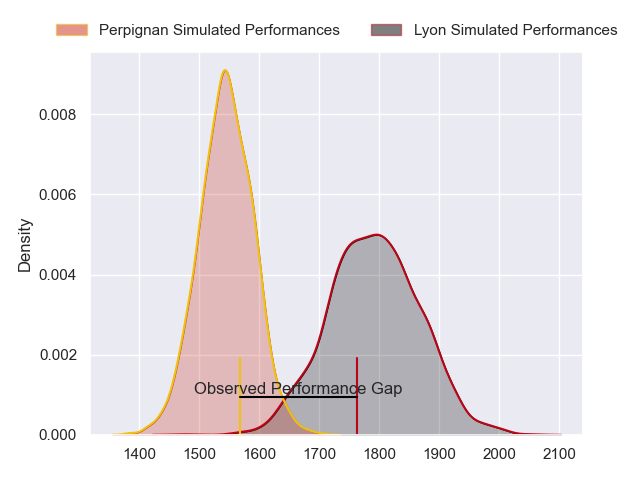 Perpignan Simulated Performances
Lyon Simulated Performances
Density
0.008
0.006
0.004
0.002
0.000
Observed Performance Gap
1400 1500 1600 1700 1800 1900 2000 2100